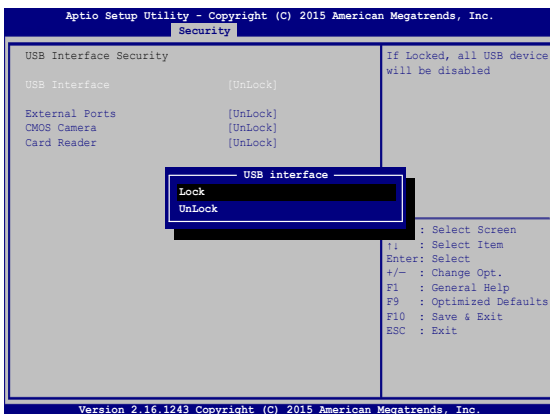 Aptio Setup Utility - Copyright (C) 2015 American Megatrends, Inc.
Security
USB Interface Security
USB Interface [UnLock]
External Ports [UnLock]
CMOS Camera [UnLock]
Card Reader [UnLock]
If Locked, all USB device
will be disabled
USB interface
Lock
UnLock
: Select Screen
↑↓ : Select Item
Enter: Select
+/— : Change Opt.
F1 : General Help
F9 : Optimized Defaults
F10 : Save & Exit
ESC : Exit
Version 2.16.1243 Copyright (C) 2015 American Megatrends, Inc.